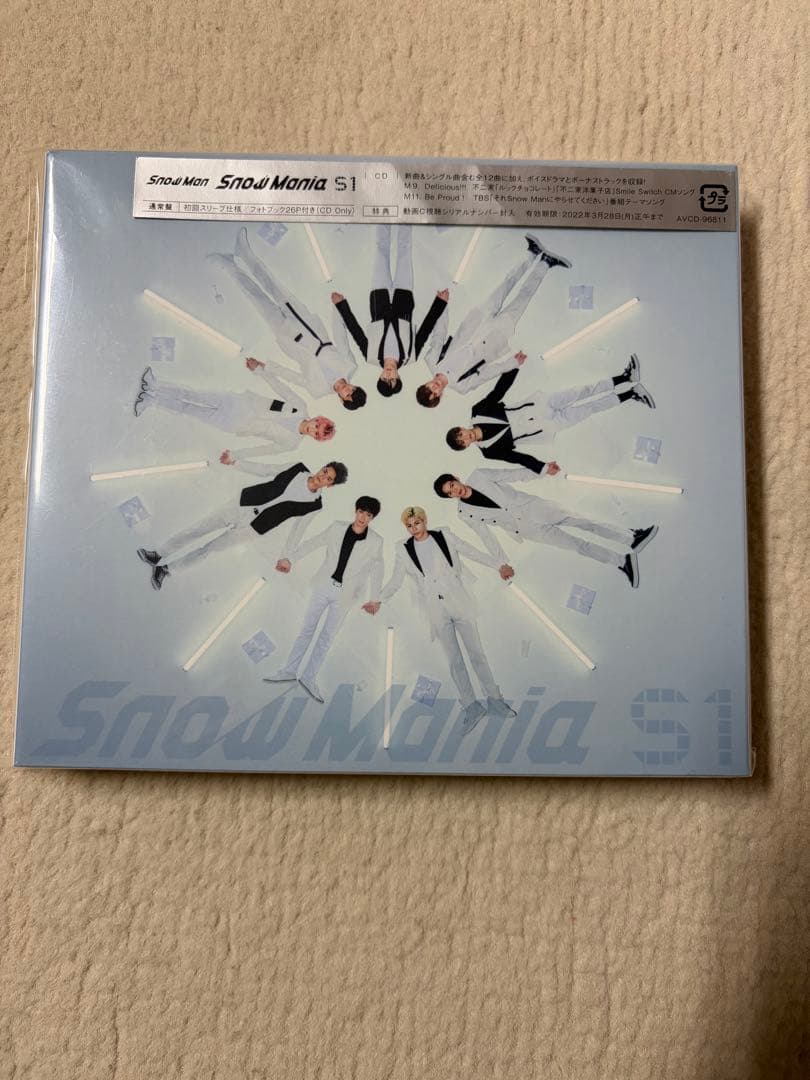 Snow Man Snow Mania S1
CD
新曲&シングル曲含む全12曲に加え、ボイスドラマとボーナストラックを収録!
M9. Delicious!!! 不二家「ルックチョコレート」「不二家洋菓子店」Smile Switch CMソング
M11. Be Proud! TBS「それSnow Manにやらせてください」番組テーマソング
通常盤 初回スリーブ仕様/フォトブック26P付き(CD Only)
特典 動画C視聴シリアルナンバー封入 有効期限:2022年3月28日(月)正午まで
プラ
AVCD-96811
Snow Mania S1